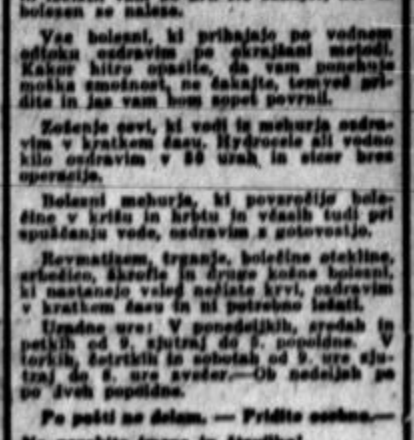 bolezen se naleze.
Vse bolezni, ki prihajajo po vodnem
odtoku ozdravim po okrajšani metodi.
Kakor hitro opazite, da vam ponehuje
moška zmožnost, ne čakajte, temveč pri-
dite in jaz vam bom zopet povrnil.
Zoženje cevi, ki vodi iz mehurja ozdra-
vim v kratkem času. Hydrocele ali vodno
kilo ozdravim v 30 urah in sicer brez
operacije.
Bolezni mehurja, ki povzročijo bole-
čine v križu in hrbtu in včasih tudi pri
spuščanju vode, ozdravim z gotovostjo.
Revmatizem, trganje, bolečine otekline,
srbečico, škrofle in druge kožne bolezni,
ki nastanejo vsled nečiste krvi, ozdravim
v kratkem času in ni potrebno ležati.
Uradne ure: V ponedeljkih, sredah in
petkih od 9. zjutraj do 5. popoldne. V
torkih, četrtkih in sobotah od 9. ure zju-
traj do 8. ure zvečer.—Ob nedeljah pa
po dveh popoldne.
Po pošti ne delam. — Pridite osebno.—